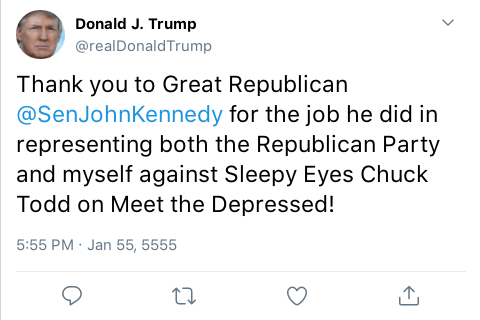 Donald J. Trump
@realDonaldTrump
Thank you to Great Republican
@SenJohnKennedy for the job he did in
representing both the Republican Party
and myself against Sleepy Eyes Chuck
Todd on Meet the Depressed!
5:55 PM · Jan 55, 5555